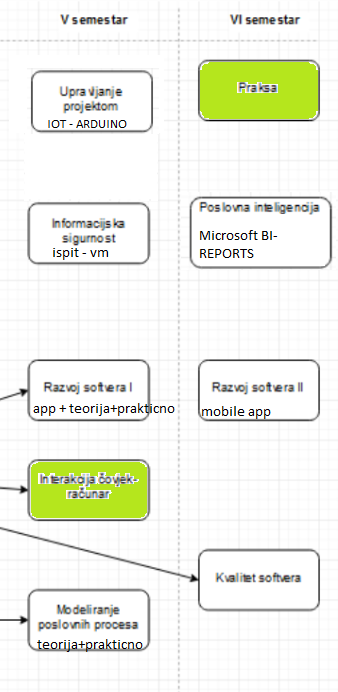 V semestar
VI semestar
Upravljanje
projektom
IOT - ARDUINO
Praksa
Informacijska
sigurnost
ispit - vm
Poslovna inteligencija
Microsoft BI-
REPORTS
Razvoj softvera I
app + teorija+prakticno
Razvoj softvera II
mobile app
Interakcija čovjek-
računar
Kvalitet softvera
Modeliranje
poslovnih procesa
teorija+prakticno